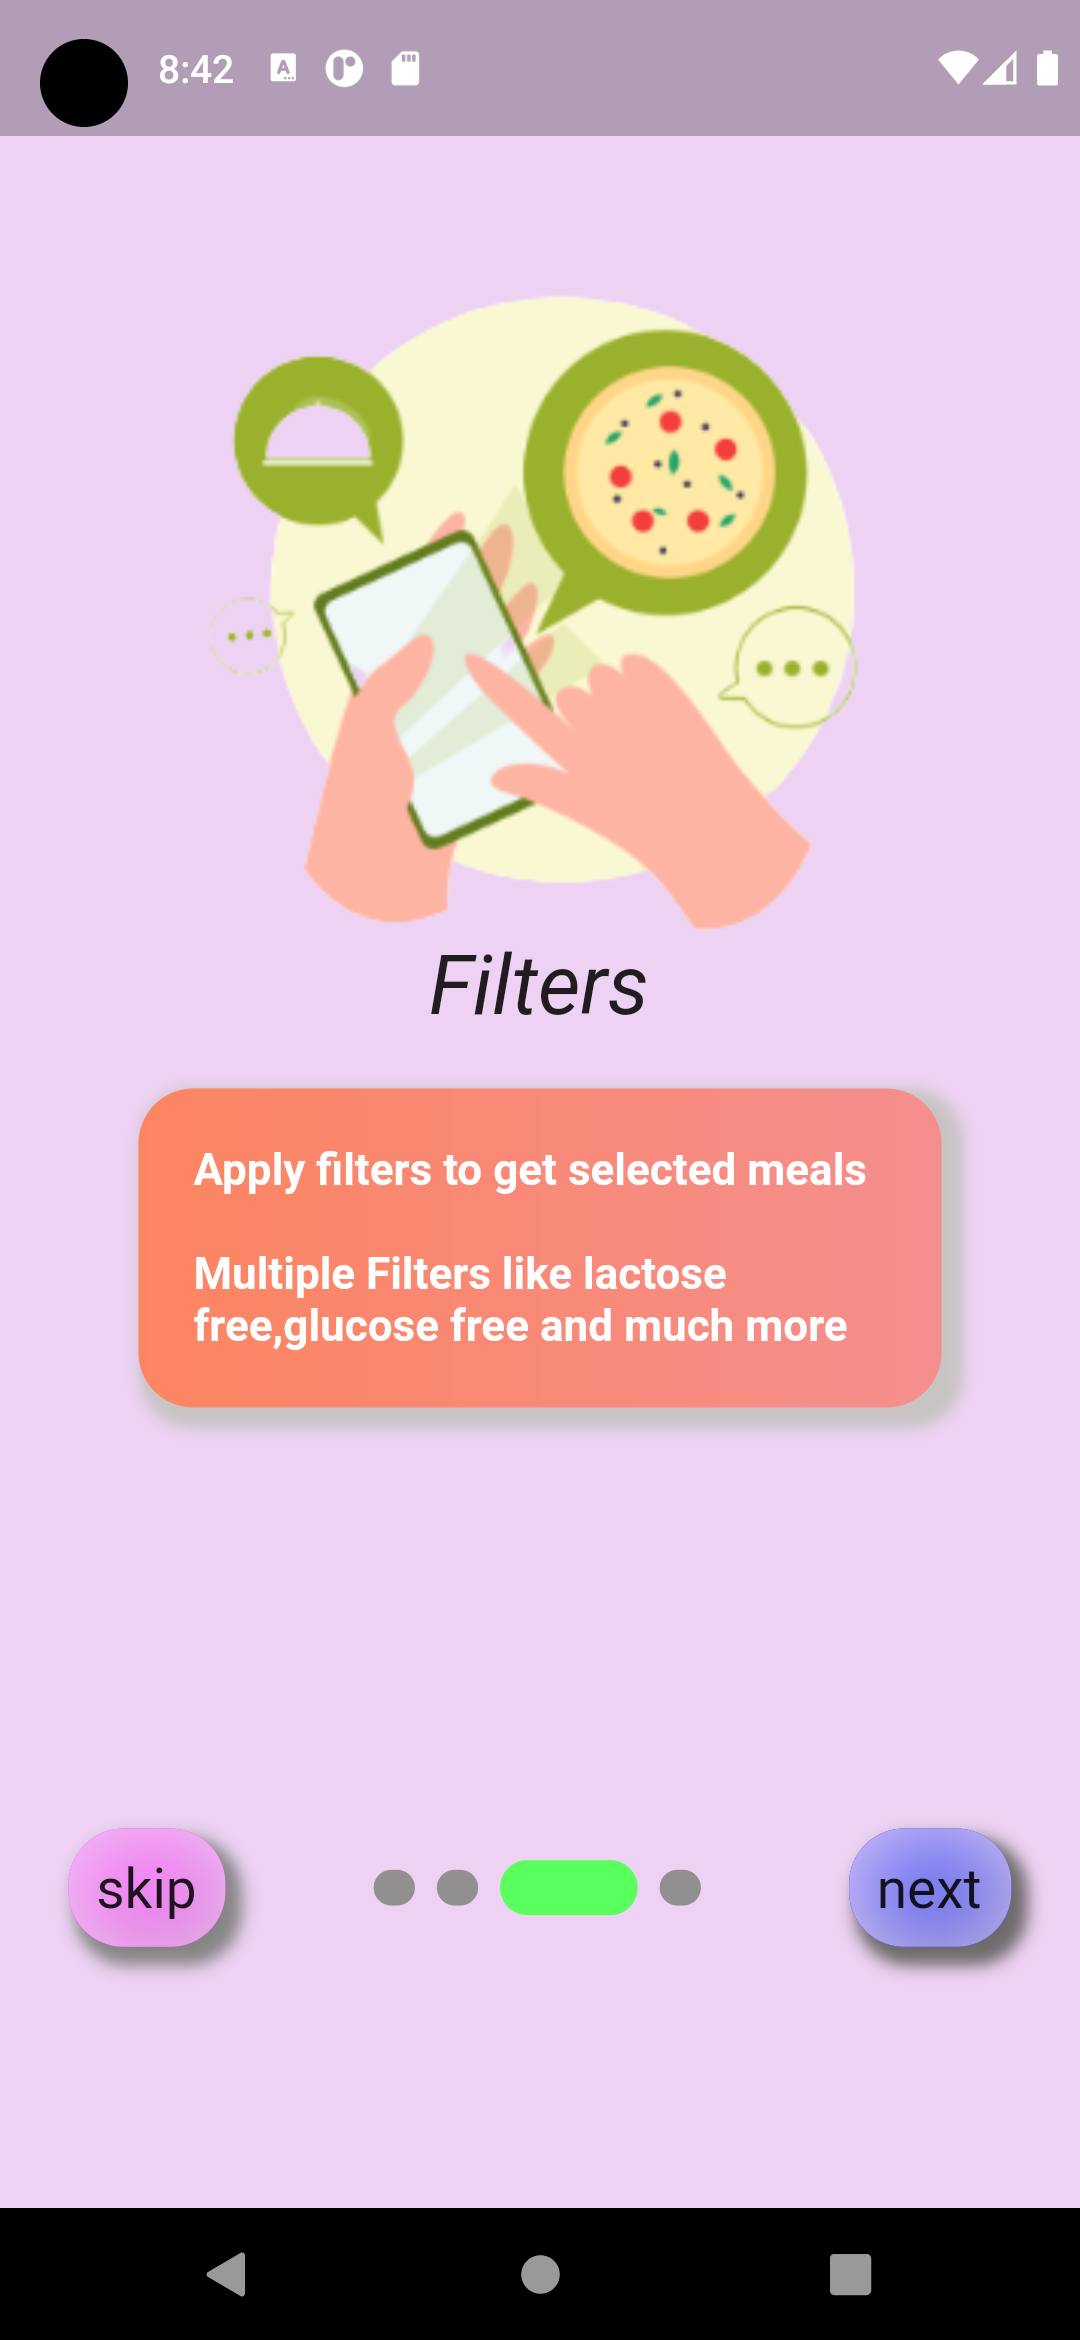 8:42
Filters
Apply filters to get selected meals
Multiple Filters like lactose
free,glucose free and much more
skip
next